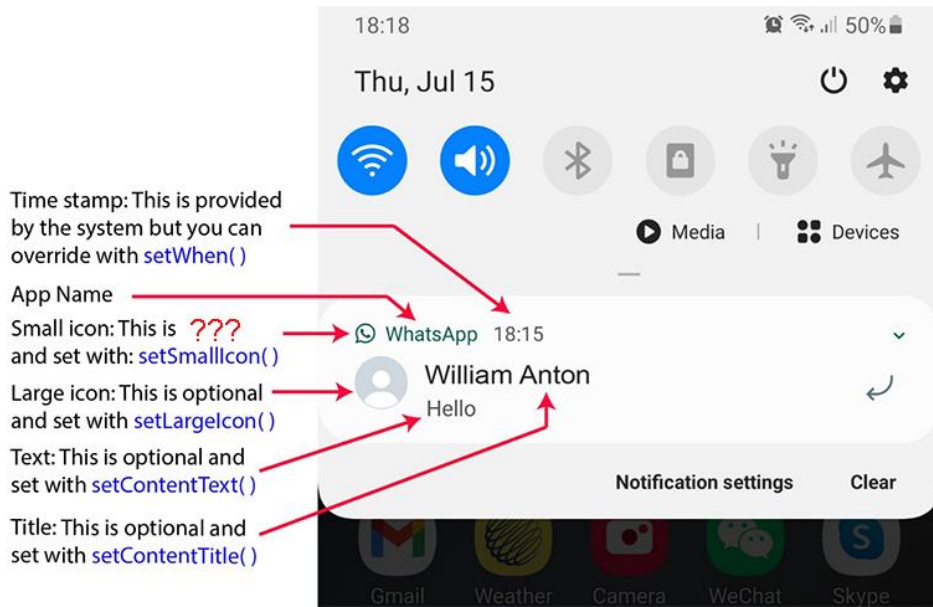 18:18
50%
Thu, Jul 15
Time stamp: This is provided
by the system but you can
override with setWhen( )
Media
Devices
App Name
Small icon: This is ???
and set with: setSmallIcon( )
WhatsApp 18:15
Large icon: This is optional
and set with setLargeIcon( )
William Anton
Hello
Text: This is optional and
set with setContentText( )
Notification settings
Clear
Title: This is optional and
set with setContentTitle( )
Gmail
Weather
Camera
WeChat
Skype